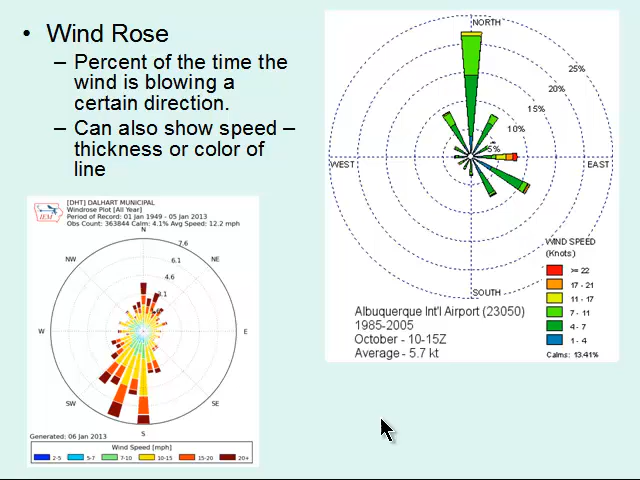 • Wind Rose
– Percent of the time the
wind is blowing a
certain direction.
– Can also show speed –
thickness or color of
line
[DHT] DALHART MUNICIPAL
Windrose Plot [All Year]
Period of Record: 01 Jan 1949 - 05 Jan 2013
Obs Count: 363844 Calm: 4.1% Avg Speed: 12.2 mph
IEM
N
7.6
NW
6.1
NE
4.6
3.1
W
E
SW
SE
S
Generated: 06 Jan 2013
Wind Speed [mph]
2-5 5-7 7-10 10-15 15-20 20+
NORTH
25%
20%
15%
10%
5%
WEST
EAST
SOUTH
WIND SPEED
(Knots)
>= 22
17 - 21
11 - 17
7 - 11
4 - 7
1 - 4
Calms: 13.41%
Albuquerque Int'l Airport (23050)
1985-2005
October - 10-15Z
Average - 5.7 kt